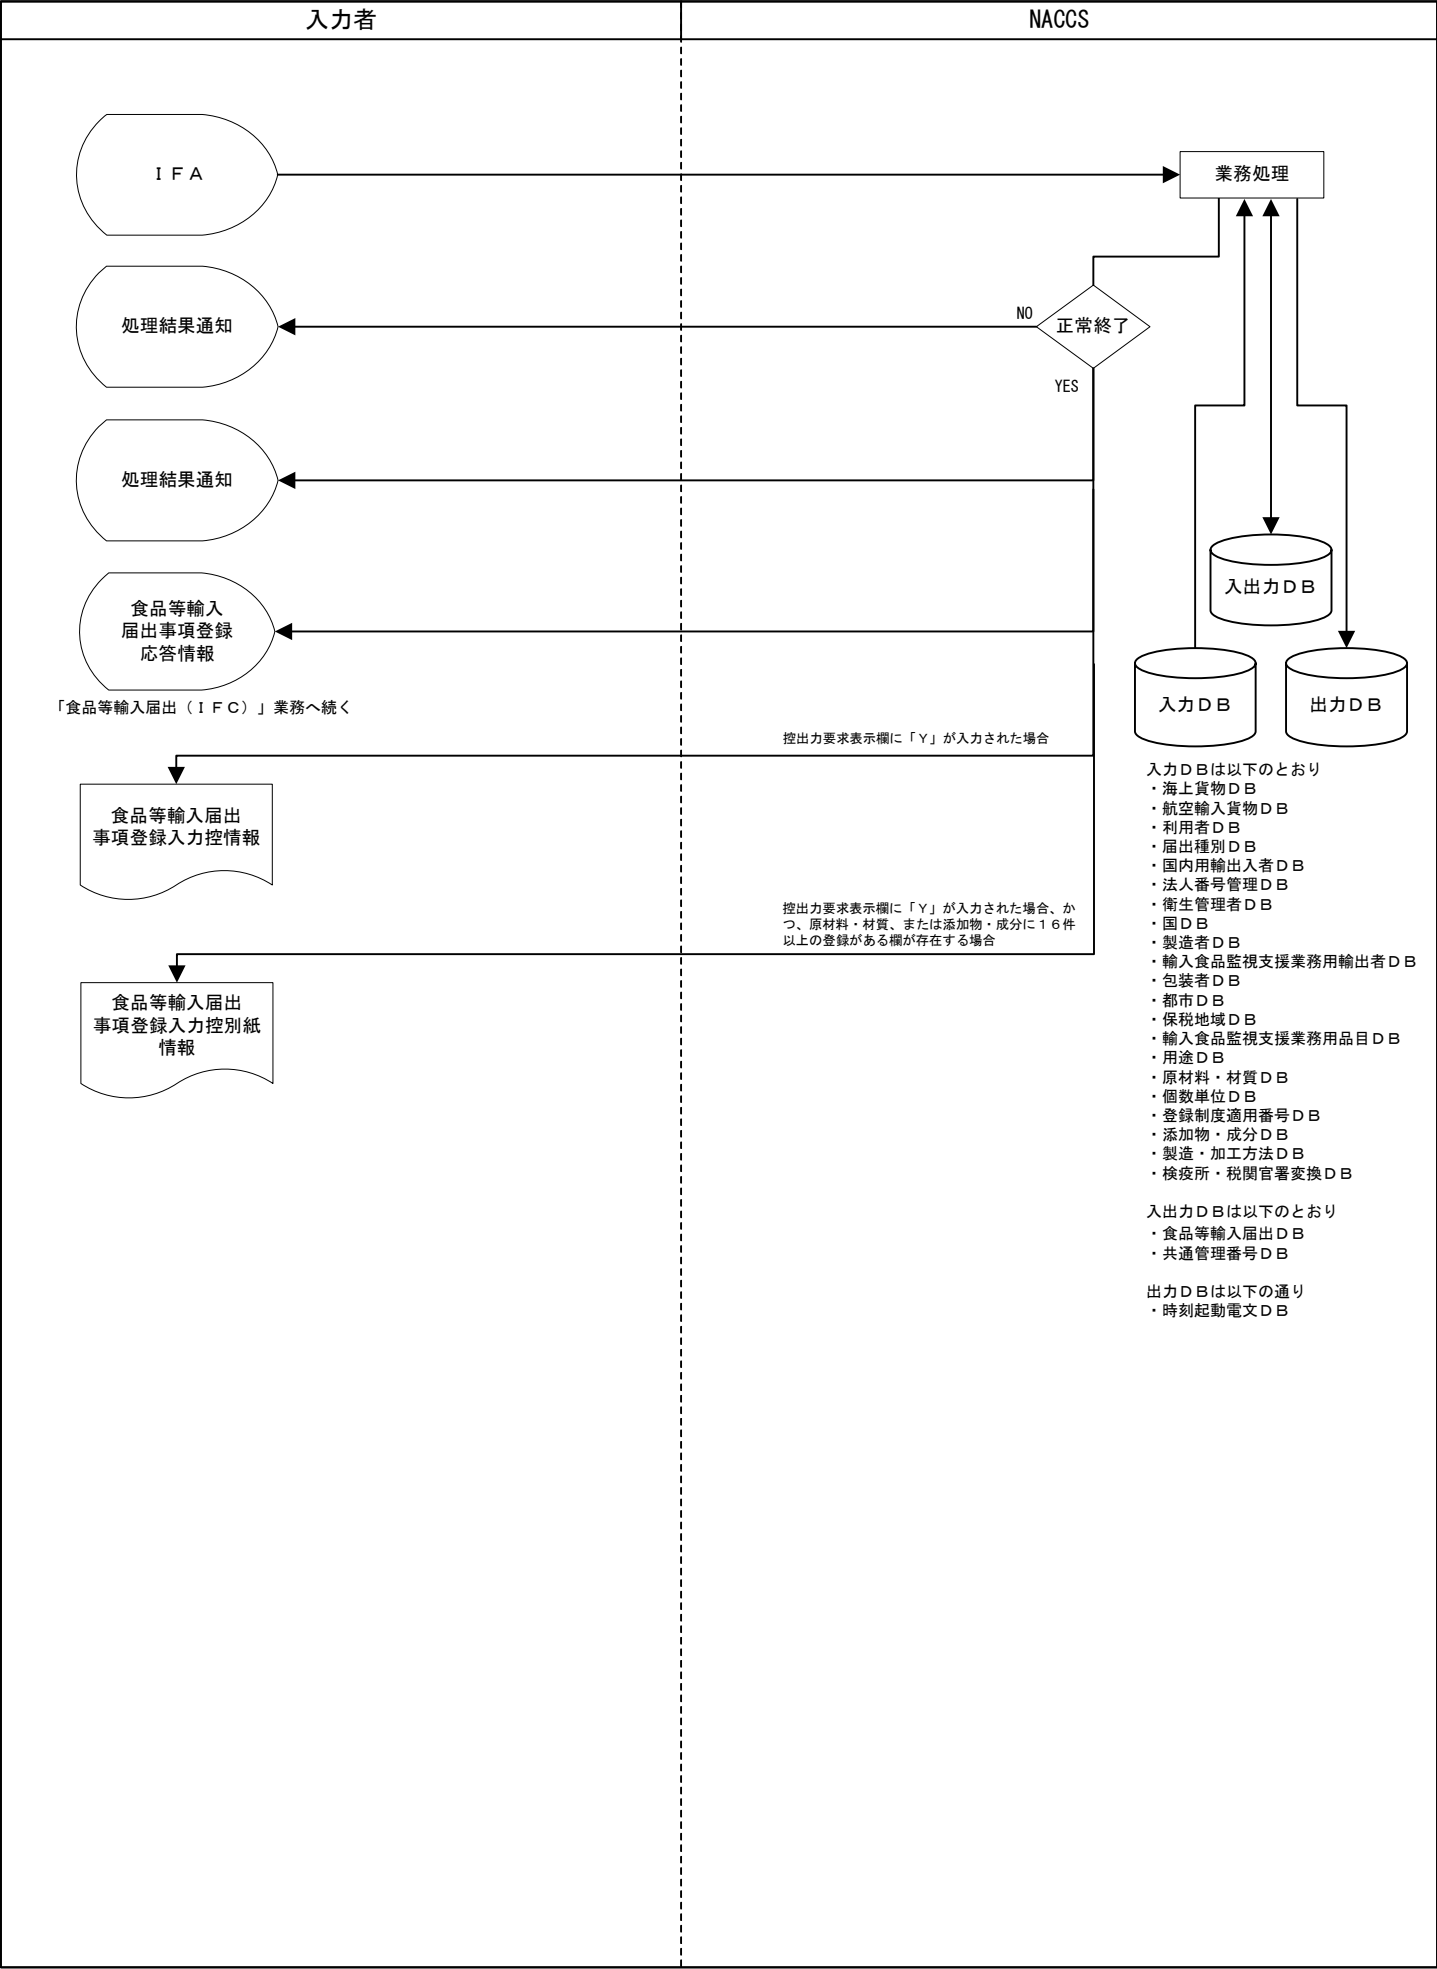 入力者
NACCS
ＩＦＡ
業務処理
処理結果通知
NO
正常終了
YES
処理結果通知
入出力ＤＢ
食品等輸入
届出事項登録
応答情報
「食品等輸入届出（ＩＦＣ）」業務へ続く
入力ＤＢ
出力ＤＢ
控出力要求表示欄に「Ｙ」が入力された場合
食品等輸入届出
事項登録入力控情報
控出力要求表示欄に「Ｙ」が入力された場合、か
つ、原材料・材質、または添加物・成分に１６件
以上の登録がある欄が存在する場合
食品等輸入届出
事項登録入力控別紙
情報
入力ＤＢは以下のとおり
・海上貨物ＤＢ
・航空輸入貨物ＤＢ
・利用者ＤＢ
・届出種別ＤＢ
・国内用輸出入者ＤＢ
・法人番号管理ＤＢ
・衛生管理者ＤＢ
・国ＤＢ
・製造者ＤＢ
・輸入食品監視支援業務用輸出者ＤＢ
・包装者ＤＢ
・都市ＤＢ
・保税地域ＤＢ
・輸入食品監視支援業務用品目ＤＢ
・用途ＤＢ
・原材料・材質ＤＢ
・個数単位ＤＢ
・登録制度適用番号ＤＢ
・添加物・成分ＤＢ
・製造・加工方法ＤＢ
・検疫所・税関官署変換ＤＢ
入出力ＤＢは以下のとおり
・食品等輸入届出ＤＢ
・共通管理番号ＤＢ
出力ＤＢは以下の通り
・時刻起動電文ＤＢ